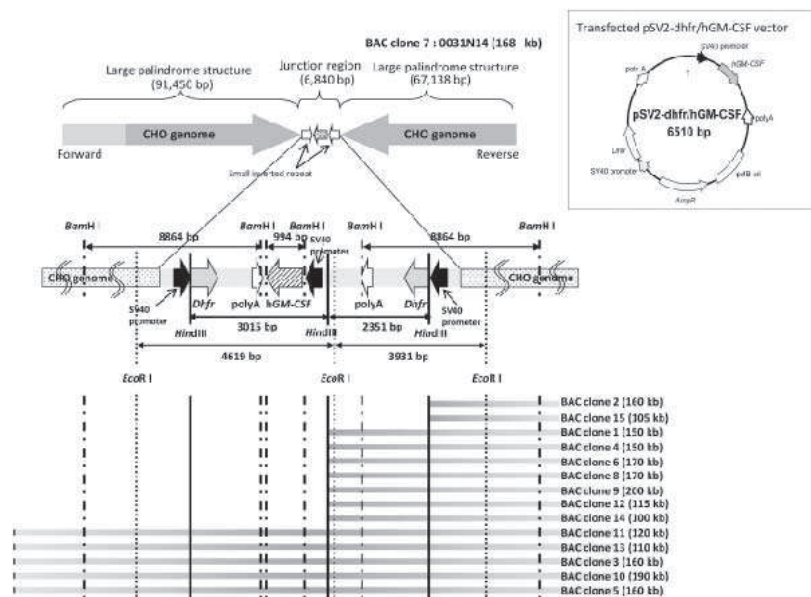 BAC clone 7 : 0031N14 (168 kb)
Large palindrome structure
(91,450 bp)
Junction region
(6,840 bp)
Large palindrome structure
(67,138 bp)
CHO genome
CHO genome
Forward
Reverse
Small inverted repeat
Transfected pSV2-dhfr/hGM-CSF vector
SV40 promoter
hGM-CSF
polyA
pSV2-dhfr/hGM-CSF
6510 bp
polyA
pMB ori
AmpR
SV40 promoter
BamH I
BamH I
BamH I
BamH I
BamH I
8864 bp
994 bp
8864 bp
SV40
promoter
CHO genome
CHO genome
SV40
promoter
Dhfr
polyA
hGM-CSF
polyA
Dhfr
SV40
promoter
3015 bp
2351 bp
Hind III
Hind III
Hind III
4619 bp
3931 bp
EcoR I
EcoR I
EcoR I
BAC clone 2 (160 kb)
BAC clone 15 (105 kb)
BAC clone 1 (150 kb)
BAC clone 4 (150 kb)
BAC clone 6 (170 kb)
BAC clone 8 (170 kb)
BAC clone 9 (200 kb)
BAC clone 12 (115 kb)
BAC clone 14 (100 kb)
BAC clone 11 (120 kb)
BAC clone 13 (110 kb)
BAC clone 3 (160 kb)
BAC clone 10 (190 kb)
BAC clone 5 (160 kb)